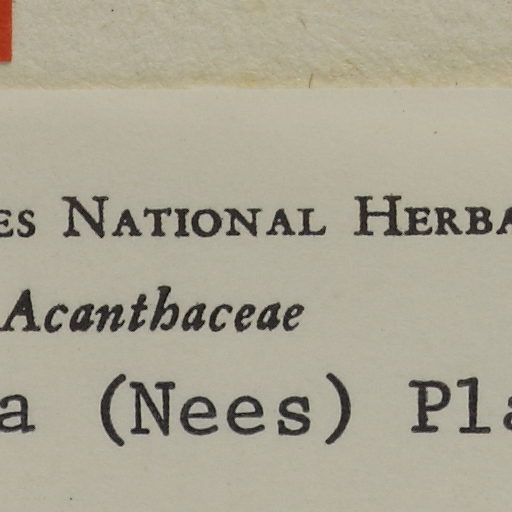 ES NATIONAL HERBA
Acanthaceae
a (Nees) Pla